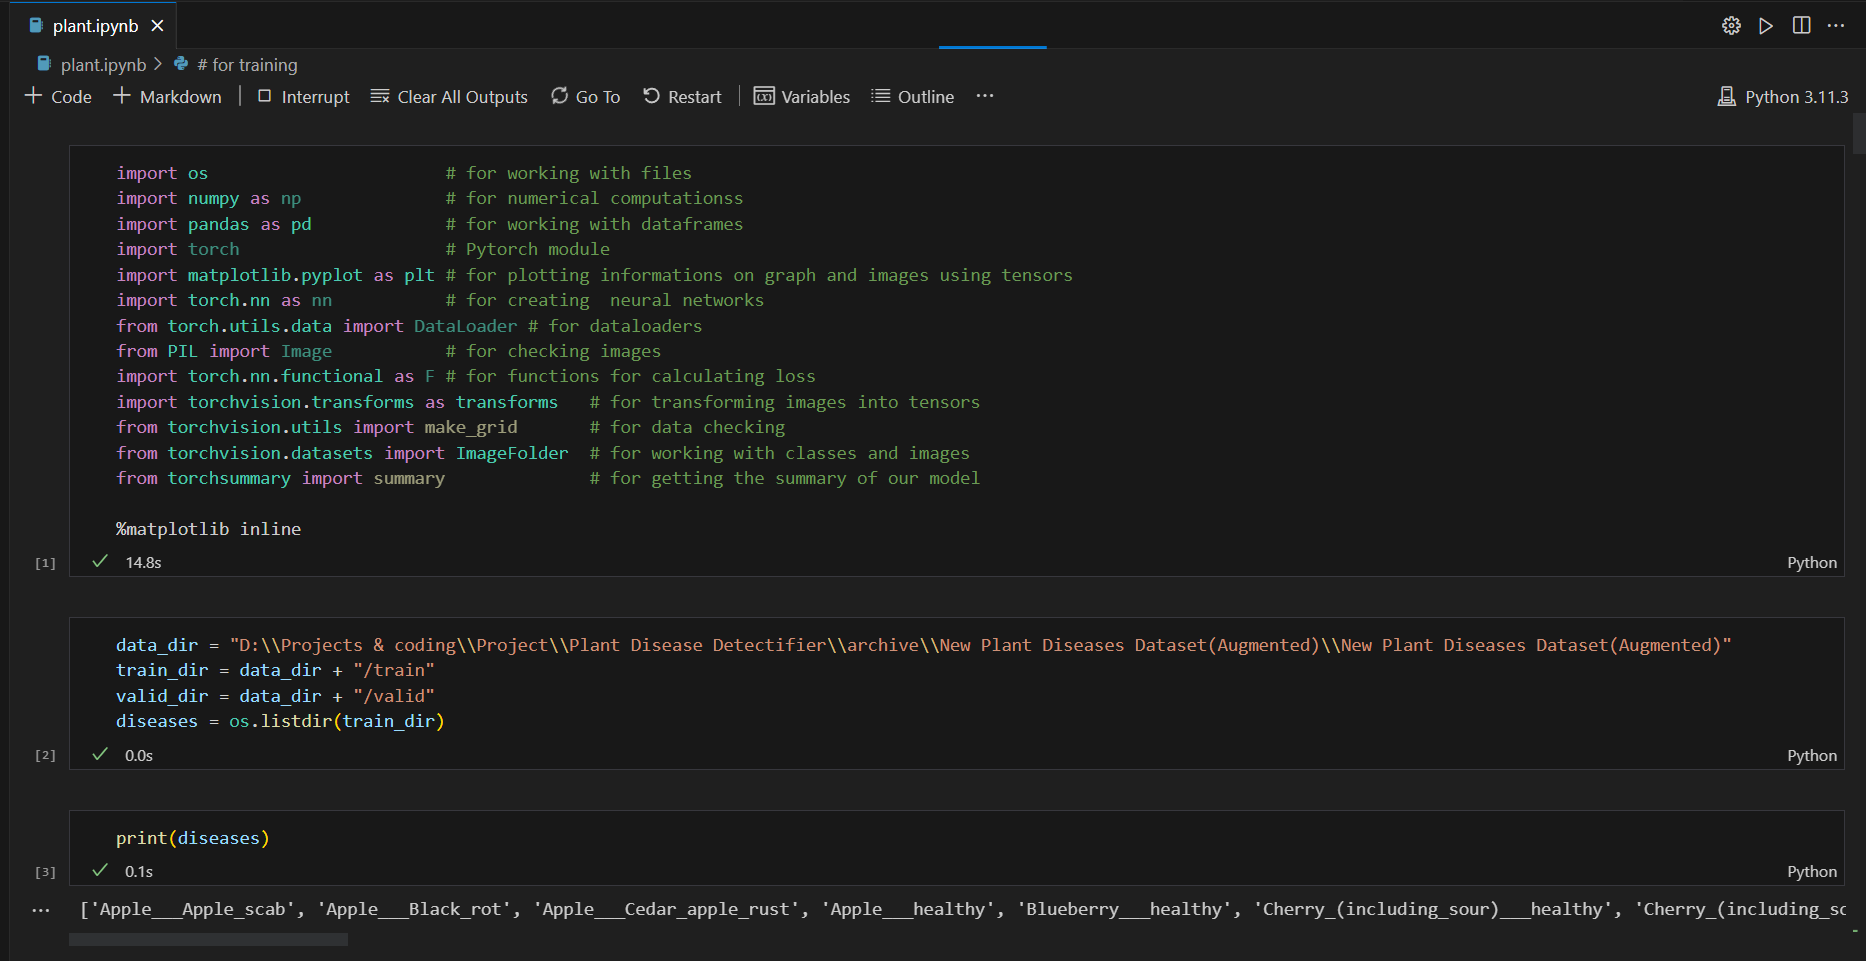 plant.ipynb
plant.ipynb > # for training
+ Code + Markdown | Interrupt Clear All Outputs Go To Restart | Variables Outline ...
Python 3.11.3
import os # for working with files
import numpy as np # for numerical computationss
import pandas as pd # for working with dataframes
import torch # Pytorch module
import matplotlib.pyplot as plt # for plotting informations on graph and images using tensors
import torch.nn as nn # for creating  neural networks
from torch.utils.data import DataLoader # for dataloaders
from PIL import Image # for checking images
import torch.nn.functional as F # for functions for calculating loss
import torchvision.transforms as transforms # for transforming images into tensors
from torchvision.utils import make_grid # for data checking
from torchvision.datasets import ImageFolder # for working with classes and images
from torchsummary import summary # for getting the summary of our model
%matplotlib inline
[1] 14.8s Python
data_dir = "D:\\Projects & coding\\Project\\Plant Disease Detectifier\\archive\\New Plant Diseases Dataset(Augmented)\\New Plant Diseases Dataset(Augmented)"
train_dir = data_dir + "/train"
valid_dir = data_dir + "/valid"
diseases = os.listdir(train_dir)
[2] 0.0s Python
print(diseases)
[3] 0.1s Python
... ['Apple___Apple_scab', 'Apple___Black_rot', 'Apple___Cedar_apple_rust', 'Apple___healthy', 'Blueberry___healthy', 'Cherry_(including_sour)___healthy', 'Cherry_(including_sc